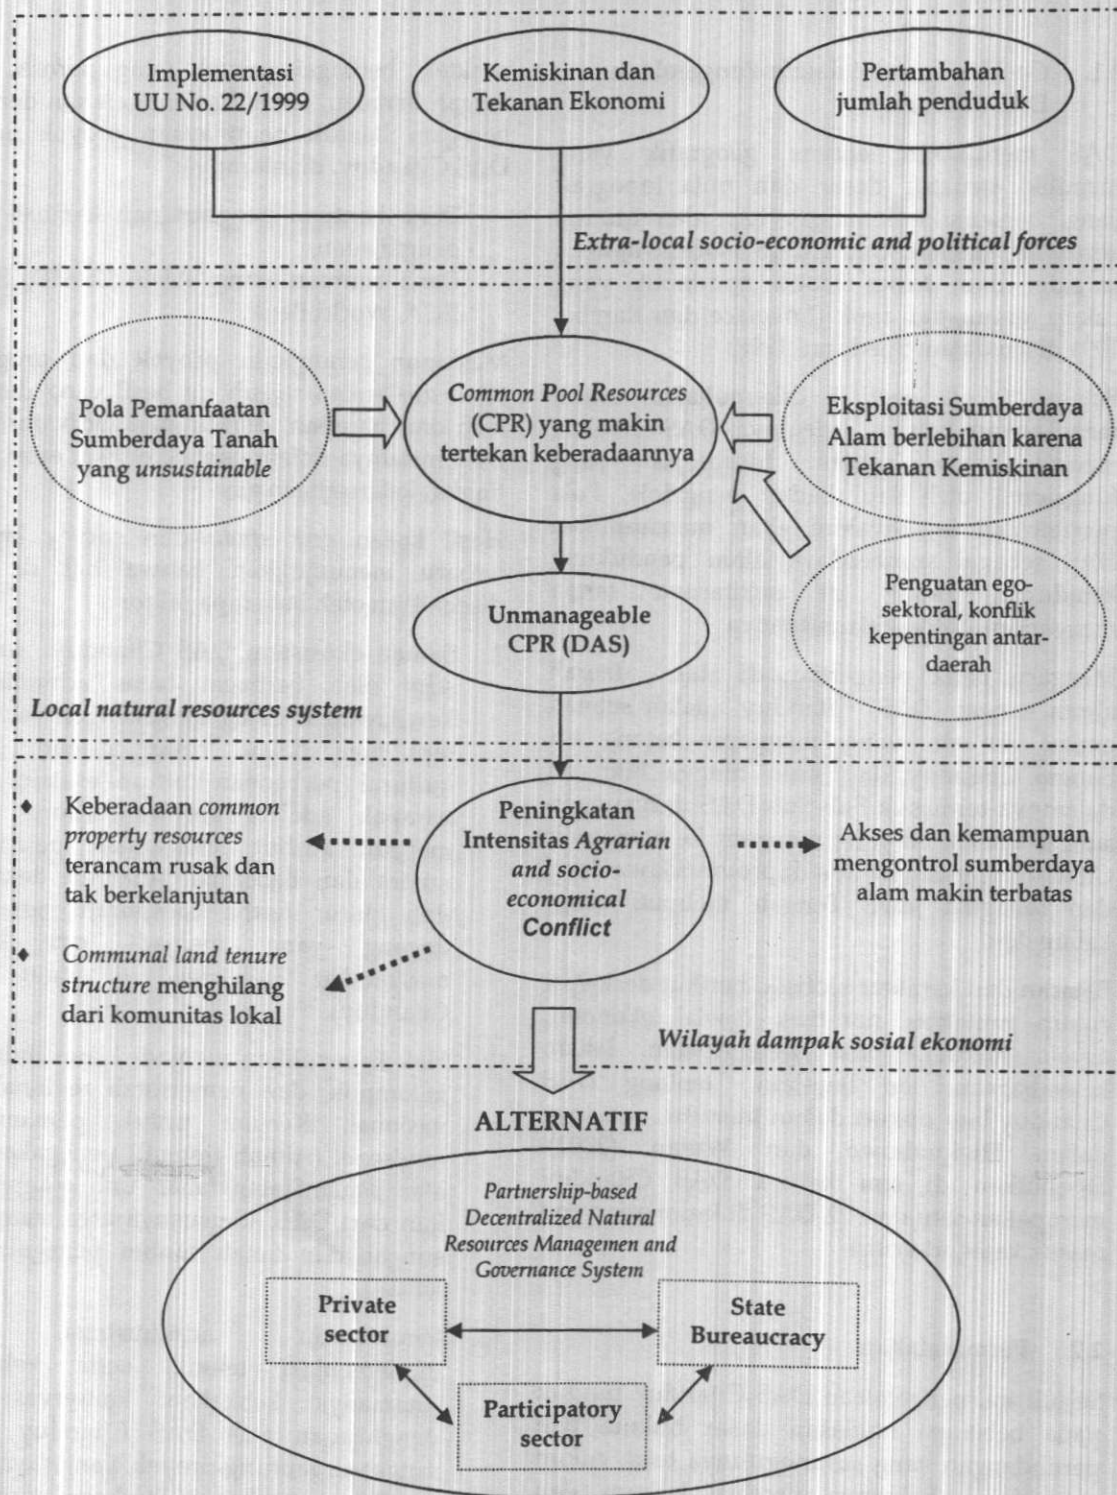 Implementasi
UU No. 22/1999
Kemiskinan dan
Tekanan Ekonomi
Pertambahan
jumlah penduduk
Extra-local socio-economic and political forces
Pola Pemanfaatan
Sumberdaya Tanah
yang unsustainable
Common Pool Resources
(CPR) yang makin
tertekan keberadaannya
Eksploitasi Sumberdaya
Alam berlebihan karena
Tekanan Kemiskinan
Unmanageable
CPR (DAS)
Penguatan ego-
sektoral, konflik
kepentingan antar-
daerah
Local natural resources system
♦ Keberadaan common
property resources
terancam rusak dan
tak berkelanjutan
♦ Communal land tenure
structure menghilang
dari komunitas lokal
Peningkatan
Intensitas Agrarian
and socio-
economical
Conflict
Akses dan kemampuan
mengontrol sumberdaya
alam makin terbatas
Wilayah dampak sosial ekonomi
ALTERNATIF
Partnership-based
Decentralized Natural
Resources Managemen and
Governance System
Private
sector
State
Bureaucracy
Participatory
sector